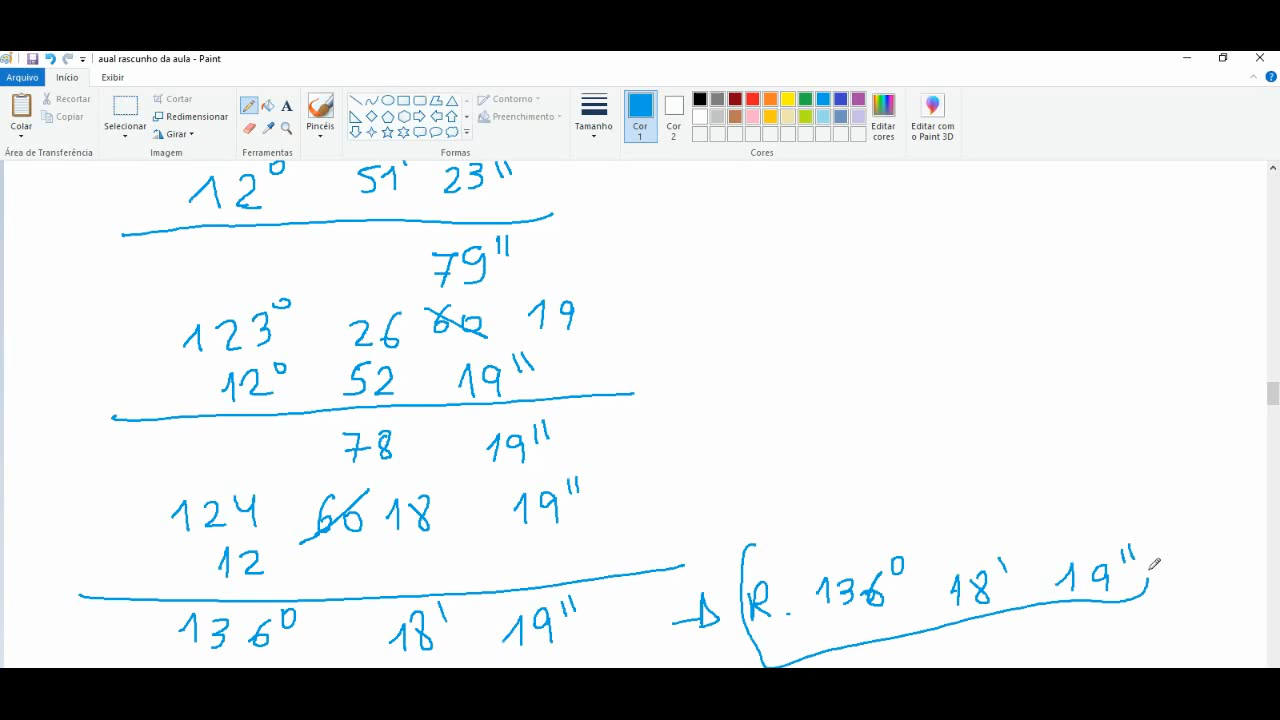 aual rascunho da aula - Paint
Arquivo Início Exibir
Colar
Recortar
Copiar
Área de Transferência
Selecionar
Cortar
Redimensionar
Girar
Imagem
A
Ferramentas
Pincéis
Contorno
Preenchimento
Formas
Tamanho
Cor 1
Cor 2
Editar cores
Cores
Editar com o Paint 3D
12° 51' 23"
79"
123° 26 60 19
12° 52 19"
78 19"
124 60 18 19"
12
136° 18' 19"
R. 136° 18' 19"